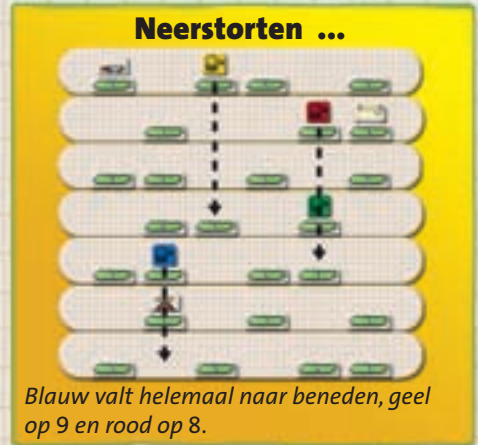 Neerstorten ...
Blauw valt helemaal naar beneden, geel
op 9 en rood op 8.